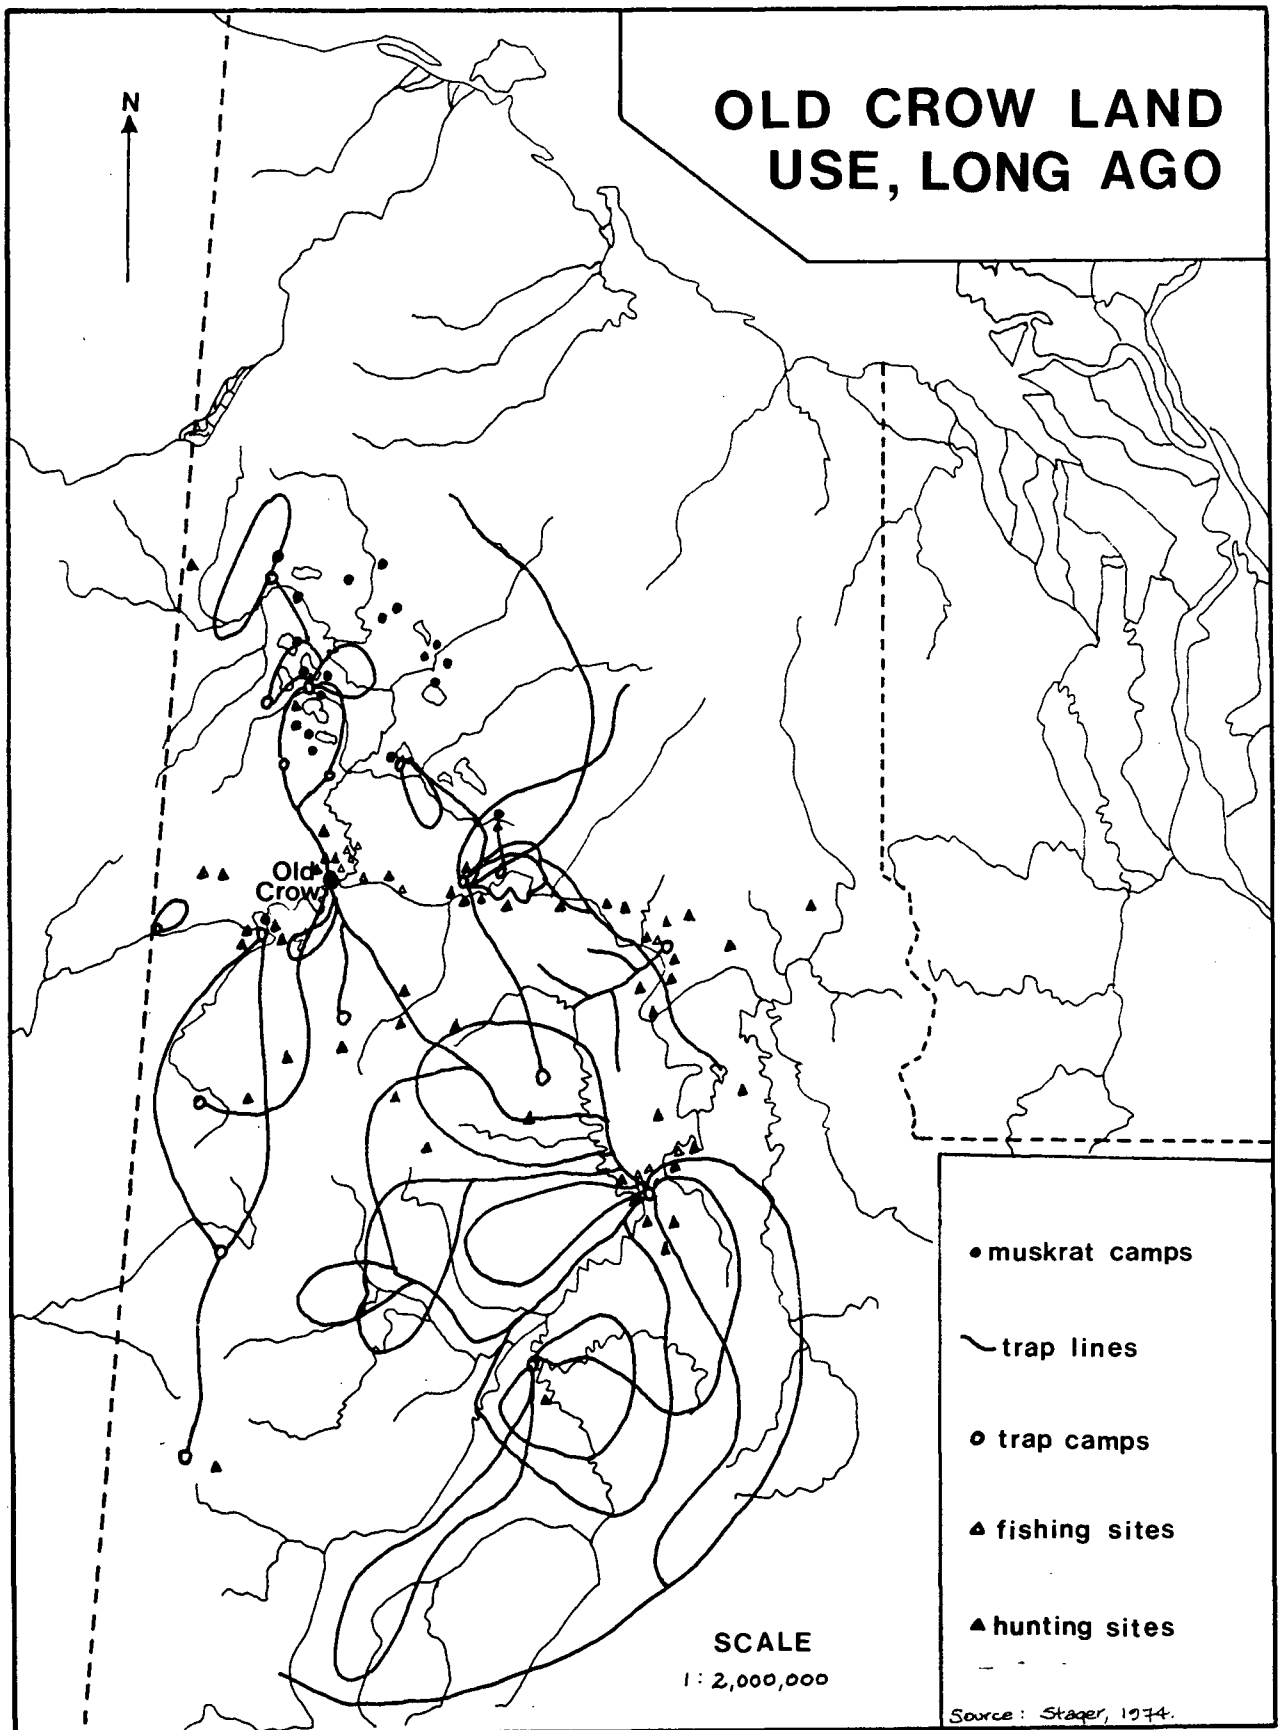 OLD CROW LAND
USE, LONG AGO
N
Old
Crow
muskrat camps
trap lines
trap camps
fishing sites
hunting sites
SCALE
1:2,000,000
Source: Stager, 1974.